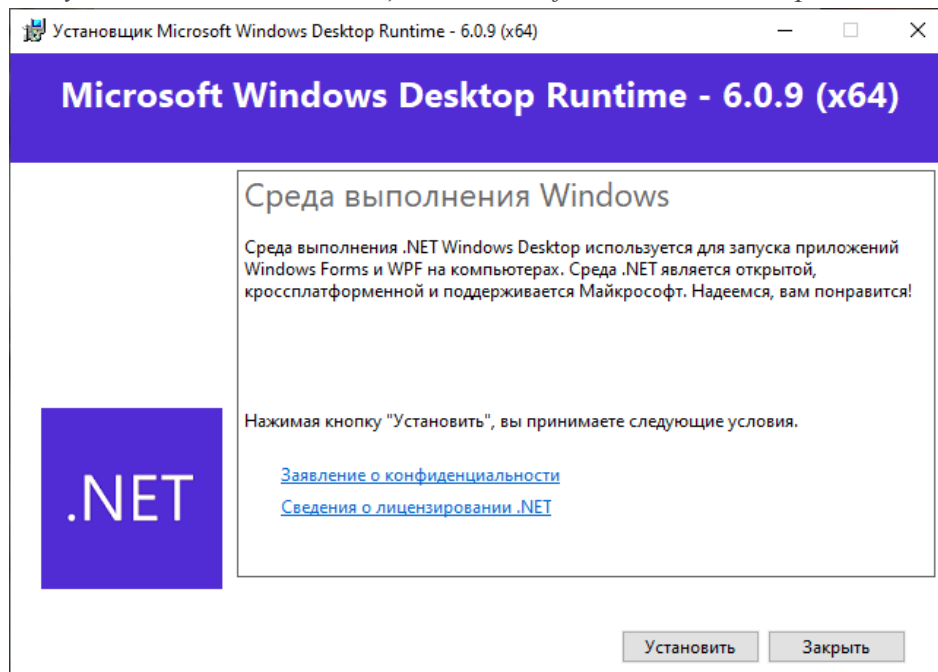 Установщик Microsoft Windows Desktop Runtime - 6.0.9 (x64)
Microsoft Windows Desktop Runtime - 6.0.9 (x64)
Среда выполнения Windows
Среда выполнения .NET Windows Desktop используется для запуска приложений
Windows Forms и WPF на компьютерах. Среда .NET является открытой,
кроссплатформенной и поддерживается Майкрософт. Надеемся, вам понравится!
Нажимая кнопку "Установить", вы принимаете следующие условия.
Заявление о конфиденциальности
.NET
Сведения о лицензировании .NET
Установить
Закрыть